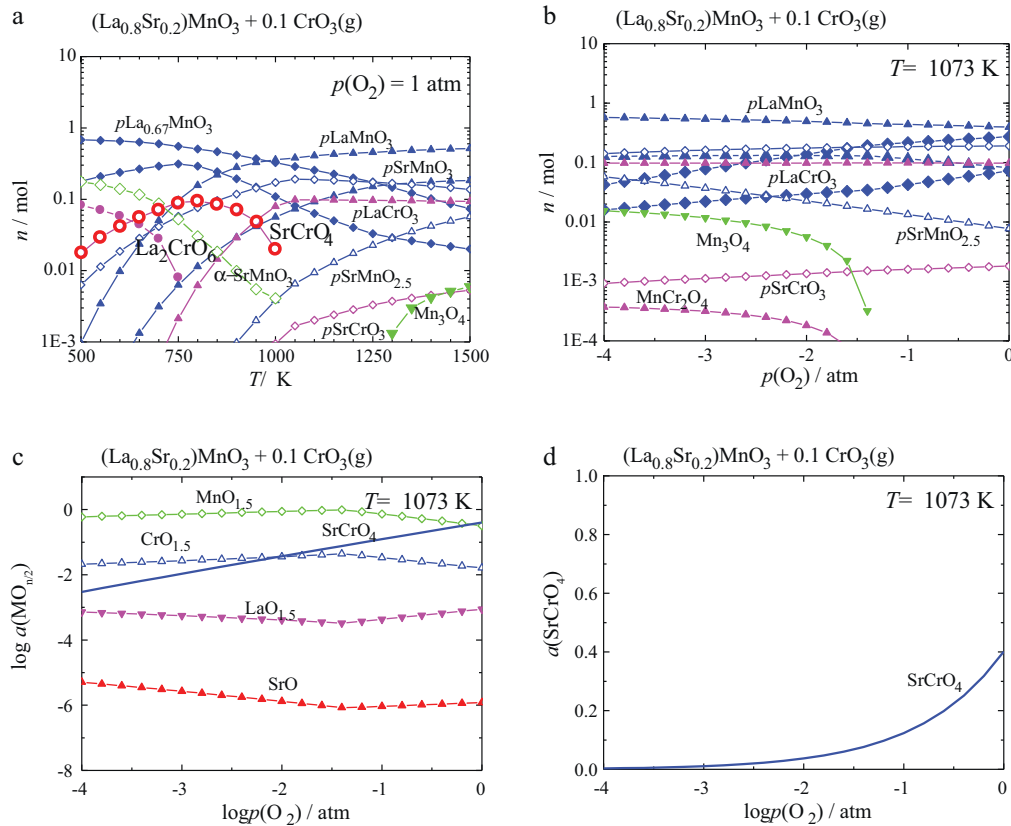 a
(La0.8Sr0.2)MnO3 + 0.1 CrO3(g)
p(O2) = 1 atm
10
1
0.1
0.01
1E-3
n / mol
pLa0.67MnO3
pLaMnO3
pSrMnO3
pLaCrO3
SrCrO4
La2CrO6
α-SrMnO3
pSrMnO2.5
Mn3O4
pSrCrO3
500 750 1000 1250 1500
T/ K
b
(La0.8Sr0.2)MnO3 + 0.1 CrO3(g)
T= 1073 K
10
1
0.1
0.01
1E-3
1E-4
n / mol
pLaMnO3
pLaCrO3
pSrMnO2.5
Mn3O4
pSrCrO3
MnCr2O4
-4 -3 -2 -1 0
p(O2) / atm
c
(La0.8Sr0.2)MnO3 + 0.1 CrO3(g)
T= 1073 K
0
-2
-4
-6
-8
log a(MOn/2)
MnO1.5
SrCrO4
CrO1.5
LaO1.5
SrO
-4 -3 -2 -1 0
logp(O2) / atm
d
(La0.8Sr0.2)MnO3 + 0.1 CrO3(g)
T= 1073 K
1.0
0.8
0.6
0.4
0.2
0.0
a(SrCrO4)
SrCrO4
-4 -3 -2 -1 0
logp(O2) / atm